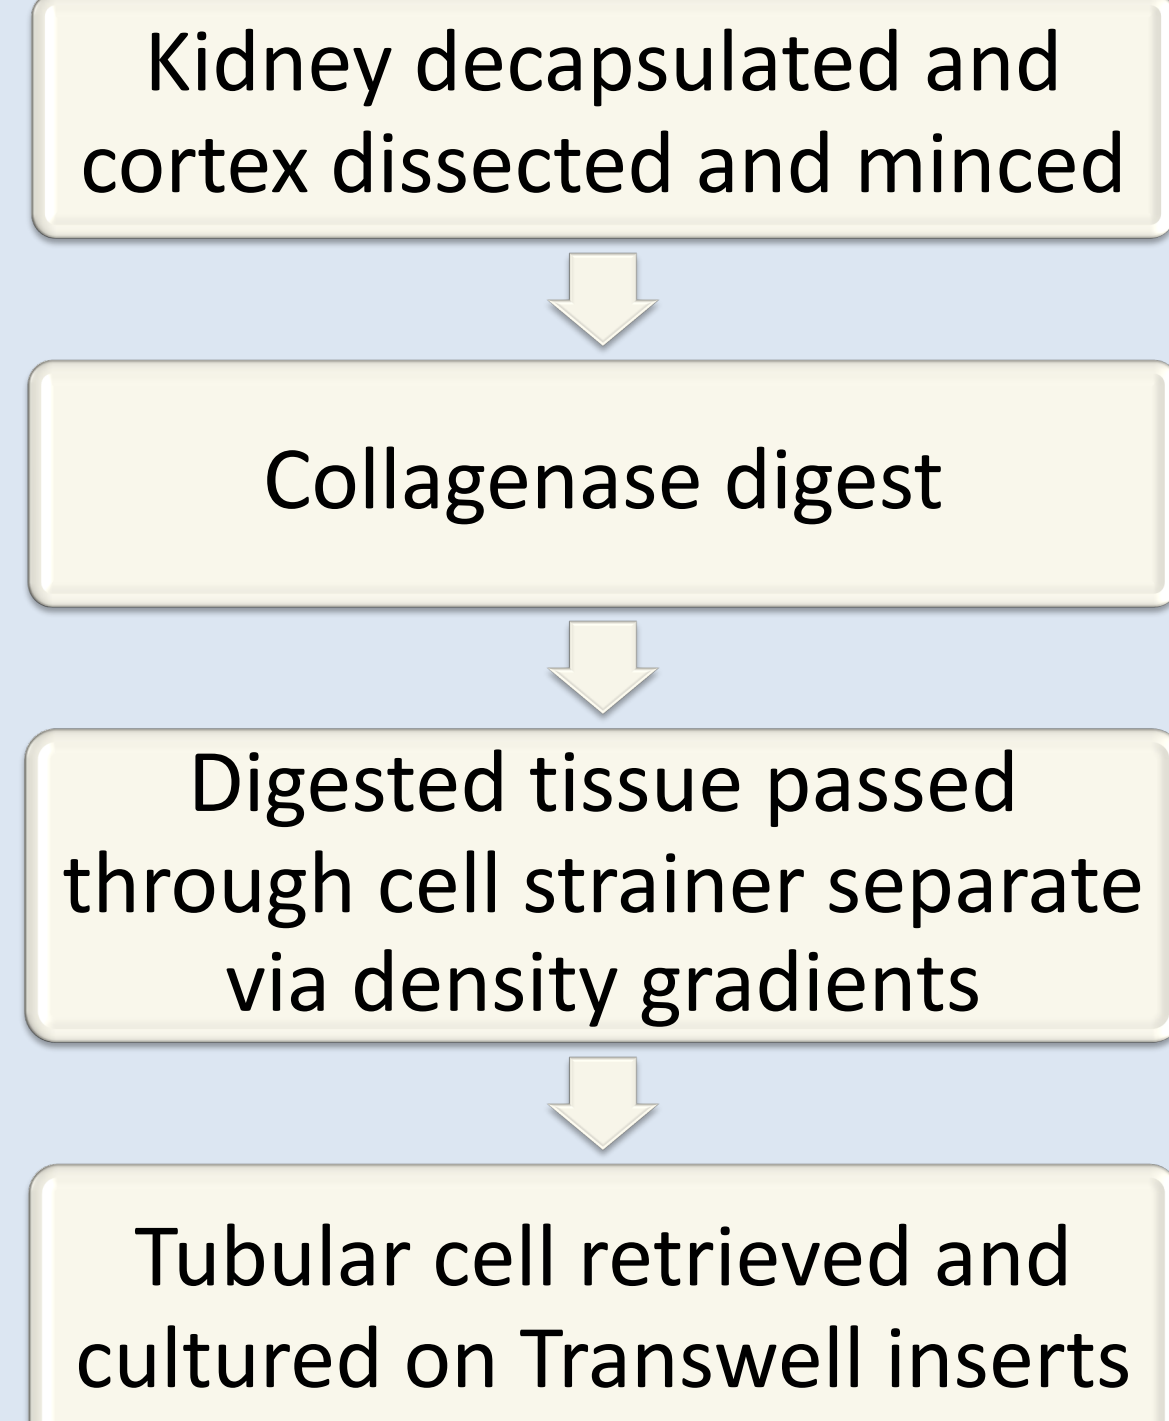 Kidney decapsulated and
cortex dissected and minced
Collagenase digest
Digested tissue passed
through cell strainer separate
via density gradients
Tubular cell retrieved and
cultured on Transwell inserts